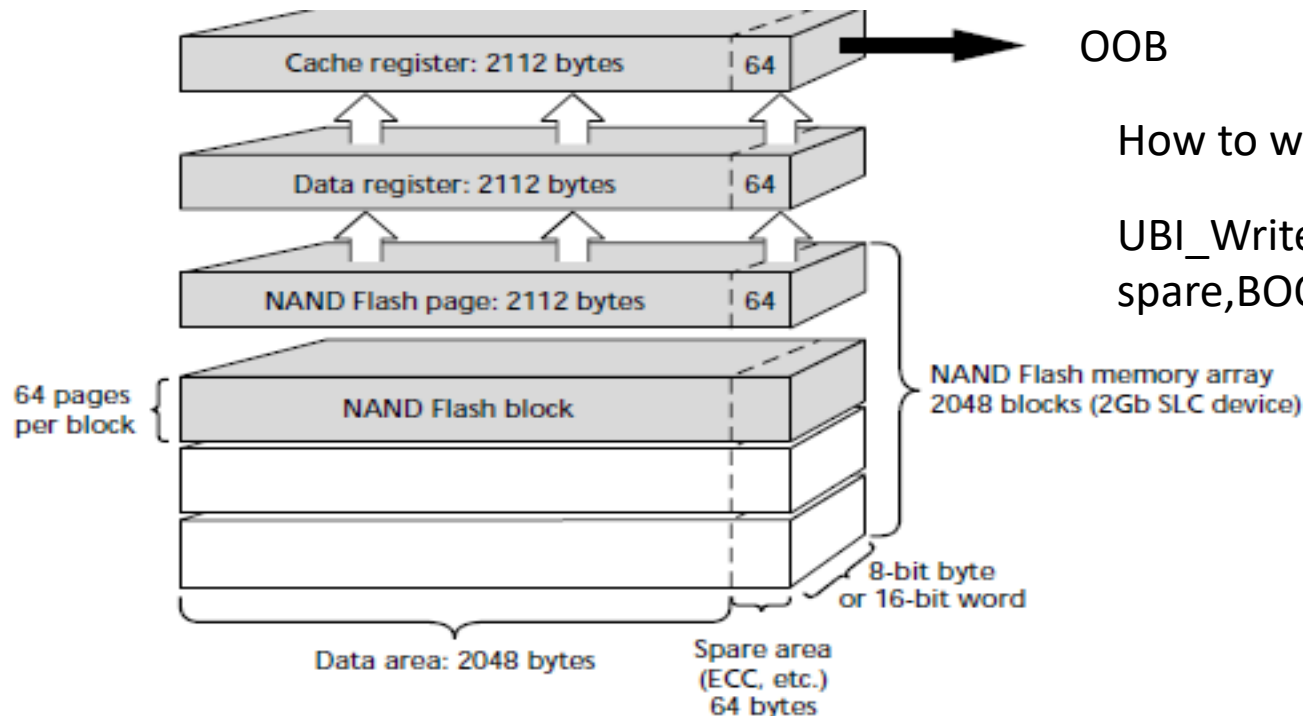 Cache register: 2112 bytes 64
OOB
How to w
Data register: 2112 bytes 64
UBI_Write
spare,BO
NAND Flash page: 2112 bytes 64
64 pages
per block
NAND Flash block
NAND Flash memory array
2048 blocks (2Gb SLC device)
8-bit byte
or 16-bit word
Data area: 2048 bytes
Spare area
(ECC, etc.)
64 bytes